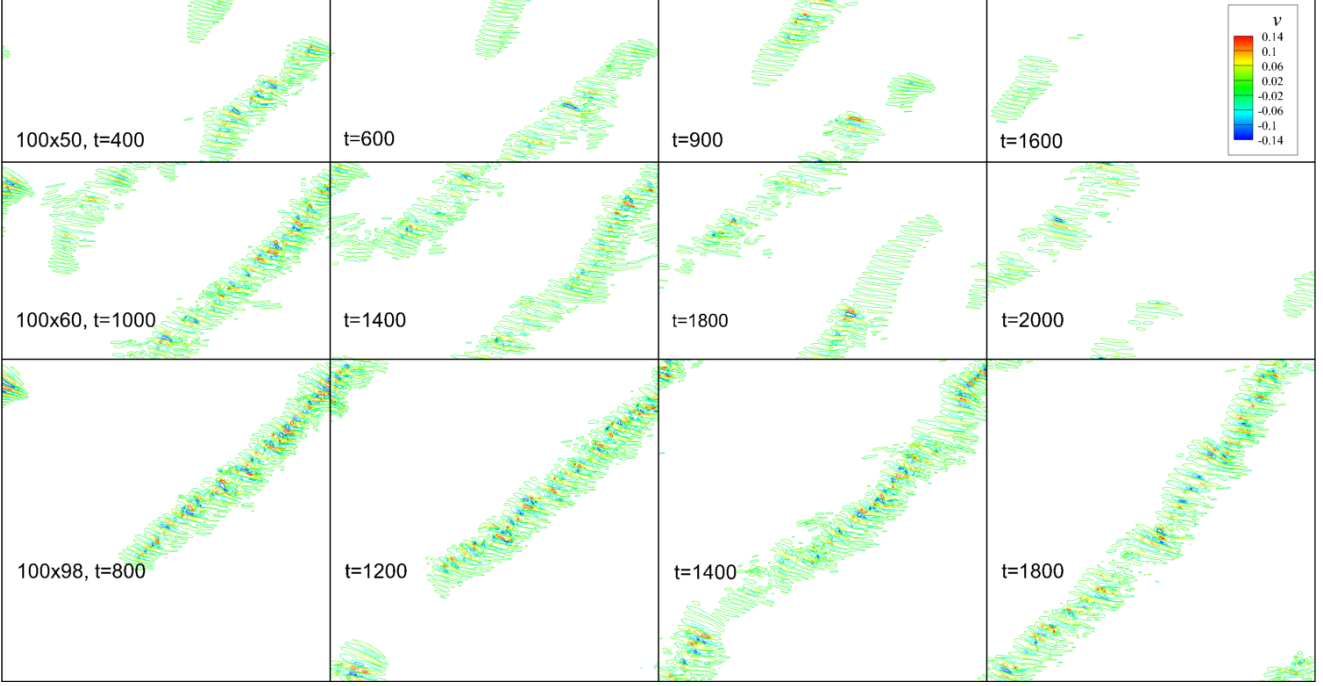 100x50, t=400
t=600
t=900
t=1600
v
0.14
0.1
0.06
0.02
-0.02
-0.06
-0.1
-0.14
100x60, t=1000
t=1400
t=1800
t=2000
100x98, t=800
t=1200
t=1400
t=1800